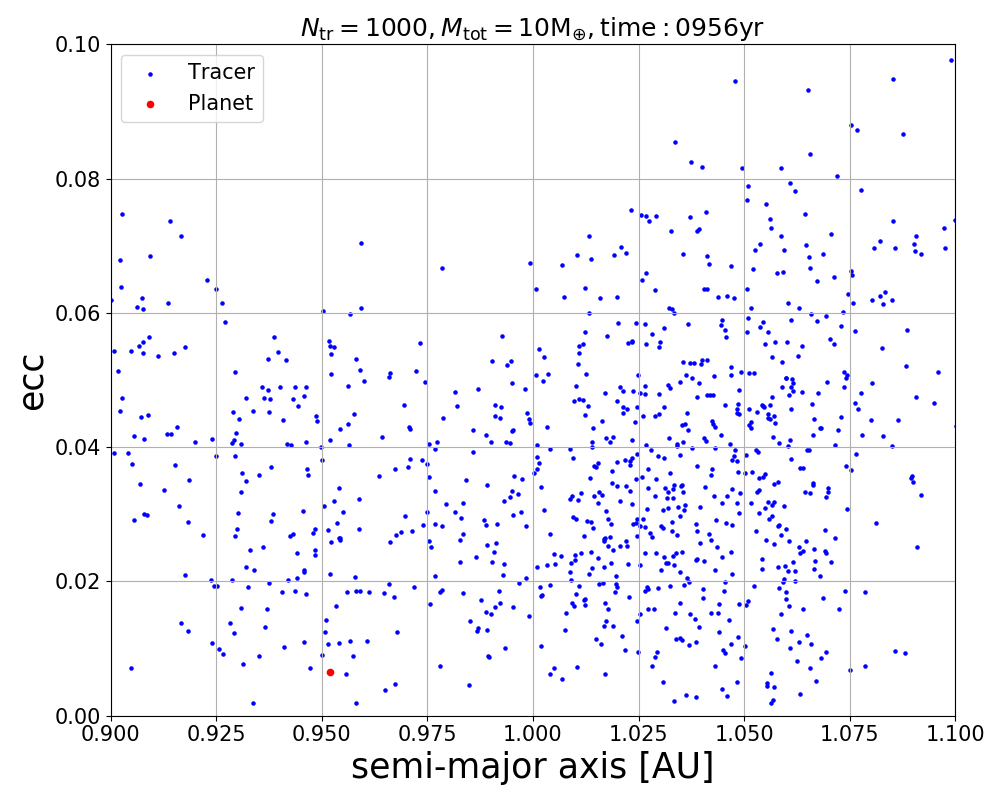 N_tr = 1000, M_tot = 10M_⊕, time : 0956yr
Tracer
Planet
ecc
0.10
0.08
0.06
0.04
0.02
0.00
0.900 0.925 0.950 0.975 1.000 1.025 1.050 1.075 1.100
semi-major axis [AU]